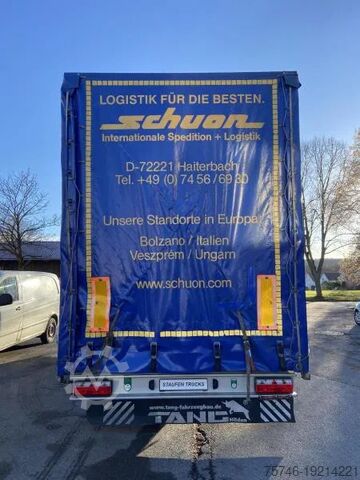 LOGISTIK FÜR DIE BESTEN.
schuon
Internationale Spedition + Logistik
D-72221 Haiterbach
Tel. +49 (0) 74 56 / 69 30
Unsere Standorte in Europa:
Bolzano / Italien
Veszprém / Ungarn
www.schuon.com
STAUFEN TRUCKS
www.tang-fahrzeugbau.de
TANG
75746-19214221